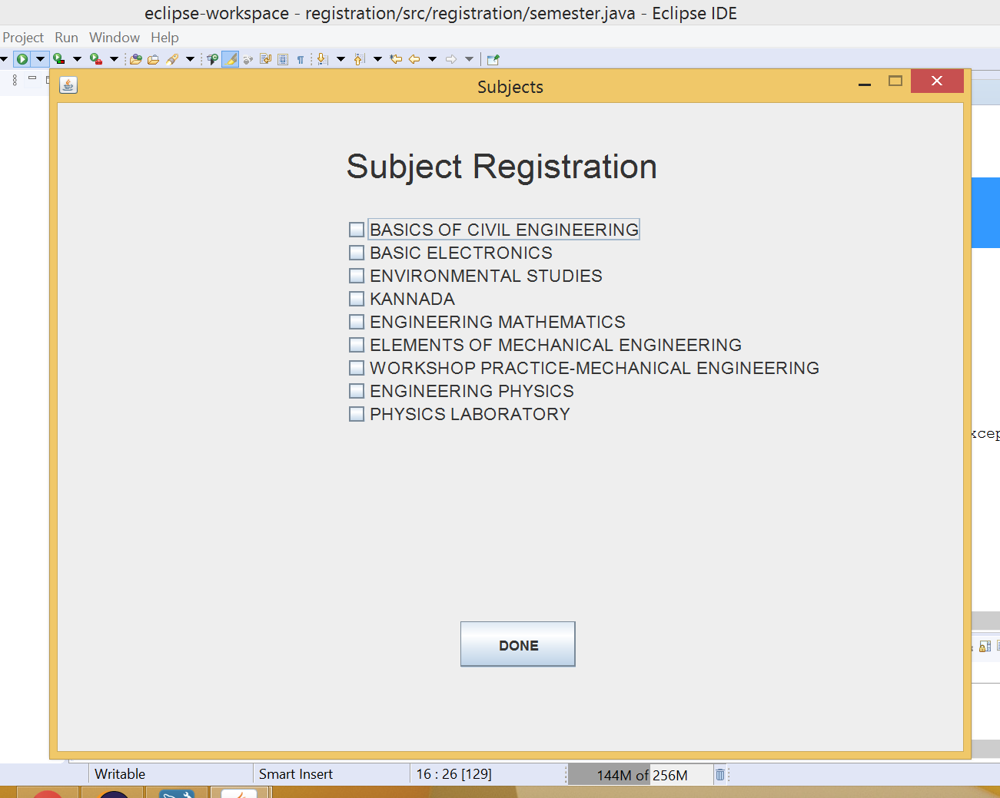 eclipse-workspace - registration/src/registration/semester.java - Eclipse IDE
Project Run Window Help
Subjects
Subject Registration
BASICS OF CIVIL ENGINEERING
BASIC ELECTRONICS
ENVIRONMENTAL STUDIES
KANNADA
ENGINEERING MATHEMATICS
ELEMENTS OF MECHANICAL ENGINEERING
WORKSHOP PRACTICE-MECHANICAL ENGINEERING
ENGINEERING PHYSICS
xcep
PHYSICS LABORATORY
DONE
Writable Smart Insert 16 : 26 [129] 144M of 256M